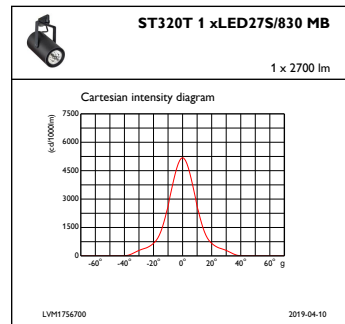 ST320T 1 xLED27S/830 MB
1 x 2700 lm
Cartesian intensity diagram
(cd/1000lm)
7500
6000
4500
3000
1500
0
-60° -40° -20° 0° 20° 40° 60° g
LVM1756700 2019-04-10